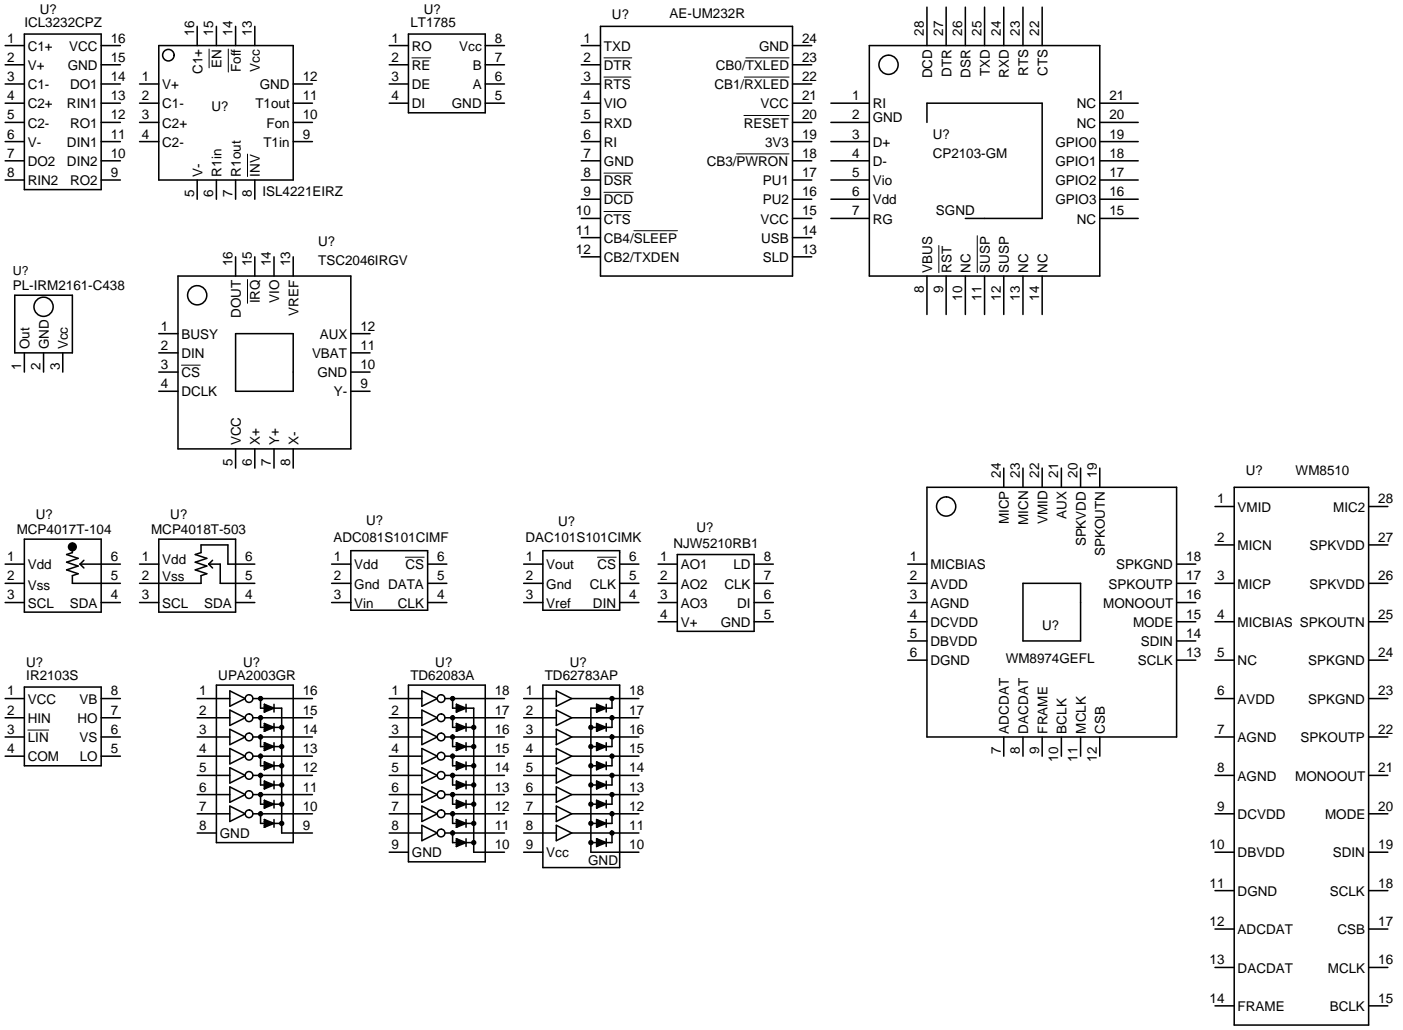 U?
ICL3232CPZ
1 C1+ VCC 16
2 V+ GND 15
3 C1- DO1 14
4 C2+ RIN1 13
5 C2- RO1 12
6 V- DIN1 11
7 DO2 DIN2 10
8 RIN2 RO2 9
16 15 14 13
C1+ EN Foff Vcc
1 V+ GND 12
2 C1- T1out 11
U?
3 C2+ Fon 10
4 C2- T1in 9
V- R1in R1out INV
5 6 7 8
ISL4221EIRZ
U?
LT1785
1 RO Vcc 8
2 RE B 7
3 DE A 6
4 DI GND 5
U? AE-UM232R
1 TXD GND 24
2 DTR CB0/TXLED 23
3 RTS CB1/RXLED 22
4 VIO VCC 21
5 RXD RESET 20
6 RI 3V3 19
7 GND CB3/PWRON 18
8 DSR PU1 17
9 DCD PU2 16
10 CTS VCC 15
11 CB4/SLEEP USB 14
12 CB2/TXDEN SLD 13
28 27 26 25 24 23 22
DCD DTR DSR TXD RXD RTS CTS
1 RI NC 21
2 GND NC 20
U?
3 D+ GPIO0 19
CP2103-GM
4 D- GPIO1 18
5 Vio GPIO2 17
6 Vdd GPIO3 16
SGND
7 RG NC 15
VBUS RST NC SUSP SUSP NC NC
8 9 10 11 12 13 14
U?
PL-IRM2161-C438
Out GND Vcc
1 2 3
U?
TSC2046IRGV
16 15 14 13
DOUT IRQ VIO VREF
1 BUSY AUX 12
2 DIN VBAT 11
3 CS GND 10
4 DCLK Y- 9
VCC X+ Y+ X-
5 6 7 8
U?
MCP4017T-104
1 Vdd 6
2 Vss 5
3 SCL SDA 4
U?
MCP4018T-503
1 Vdd 6
2 Vss 5
3 SCL SDA 4
U?
ADC081S101CIMF
1 Vdd CS 6
2 Gnd DATA 5
3 Vin CLK 4
U?
DAC101S101CIMK
1 Vout CS 6
2 Gnd CLK 5
3 Vref DIN 4
U?
NJW5210RB1
1 AO1 LD 8
2 AO2 CLK 7
3 AO3 DI 6
4 V+ GND 5
24 23 22 21 20 19
MICP MICN VMID AUX SPKVDD SPKOUTN
1 MICBIAS SPKGND 18
2 AVDD SPKOUTP 17
3 AGND MONOOUT 16
4 DCVDD MODE 15
U?
5 DBVDD SDIN 14
6 DGND SCLK 13
WM8974GEFL
ADCDAT DACDAT FRAME BCLK MCLK CSB
7 8 9 10 11 12
U? WM8510
1 VMID MIC2 28
2 MICN SPKVDD 27
3 MICP SPKVDD 26
4 MICBIAS SPKOUTN 25
5 NC SPKGND 24
6 AVDD SPKGND 23
7 AGND SPKOUTP 22
8 AGND MONOOUT 21
9 DCVDD MODE 20
10 DBVDD SDIN 19
11 DGND SCLK 18
12 ADCDAT CSB 17
13 DACDAT MCLK 16
14 FRAME BCLK 15
U?
IR2103S
1 VCC VB 8
2 HIN HO 7
3 LIN VS 6
4 COM LO 5
U?
UPA2003GR
1 16
2 15
3 14
4 13
5 12
6 11
7 10
8 GND 9
U?
TD62083A
1 18
2 17
3 16
4 15
5 14
6 13
7 12
8 11
9 GND 10
U?
TD62783AP
1 18
2 17
3 16
4 15
5 14
6 13
7 12
8 11
9 Vcc 10
GND